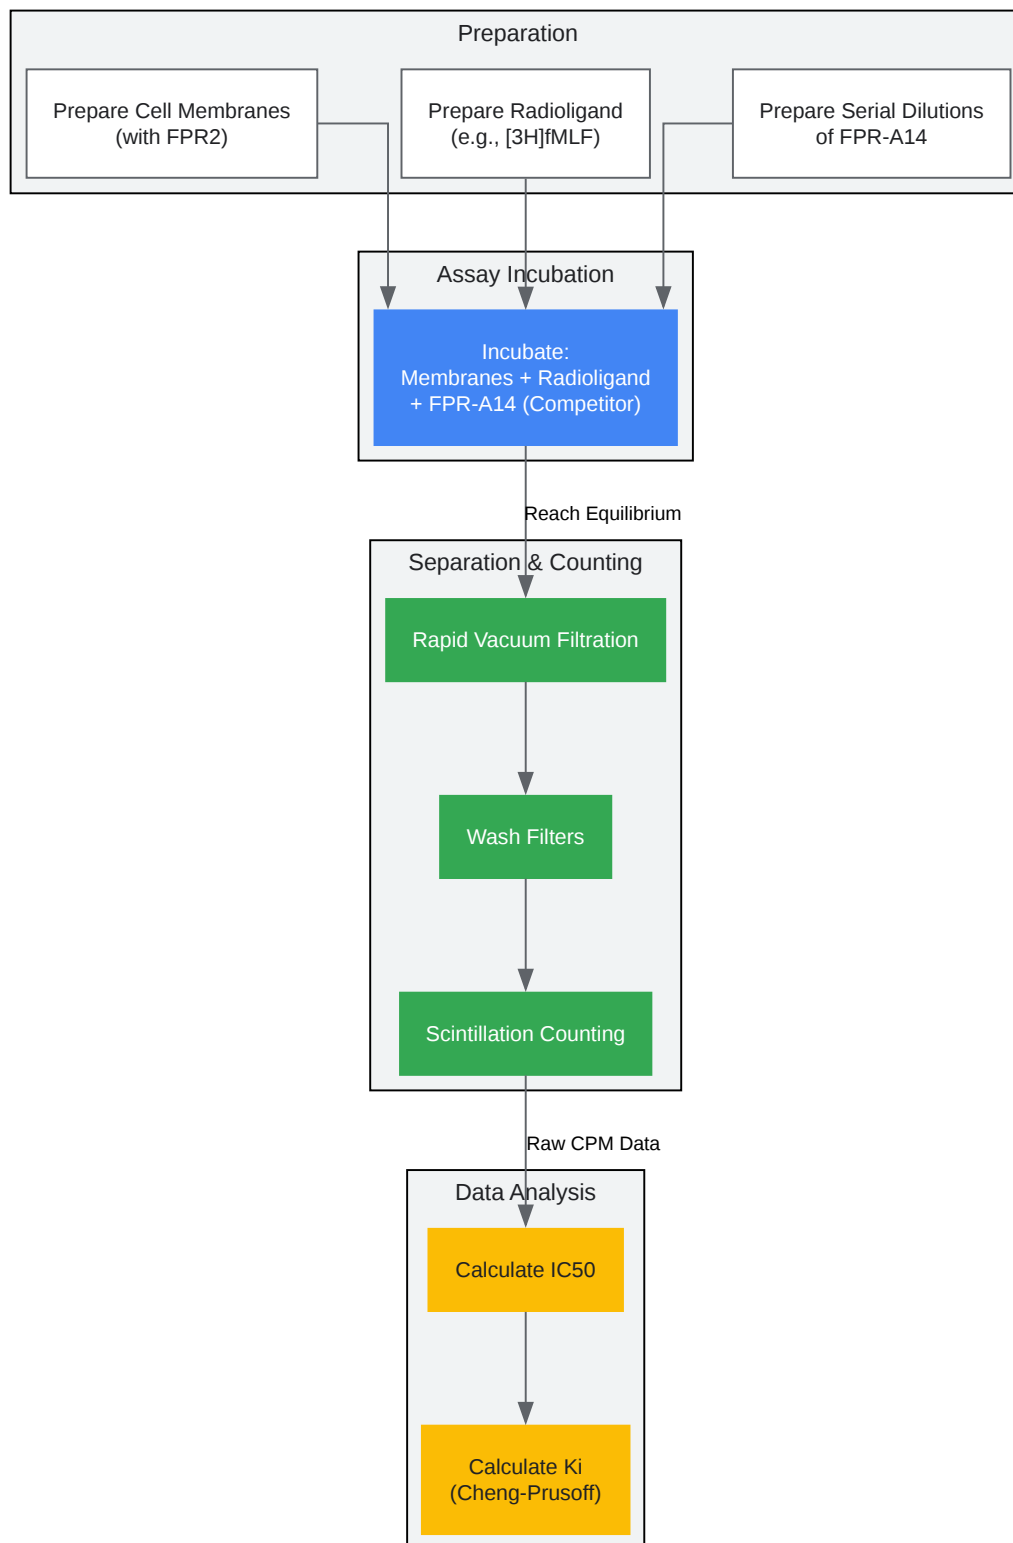 Preparation
Prepare Cell Membranes
(with FPR2)
Prepare Radioligand
(e.g., [3H]fMLF)
Prepare Serial Dilutions
of FPR-A14
Assay Incubation
Incubate:
Membranes + Radioligand
+ FPR-A14 (Competitor)
Reach Equilibrium
Separation & Counting
Rapid Vacuum Filtration
Wash Filters
Scintillation Counting
Raw CPM Data
Data Analysis
Calculate IC50
Calculate Ki
(Cheng-Prusoff)